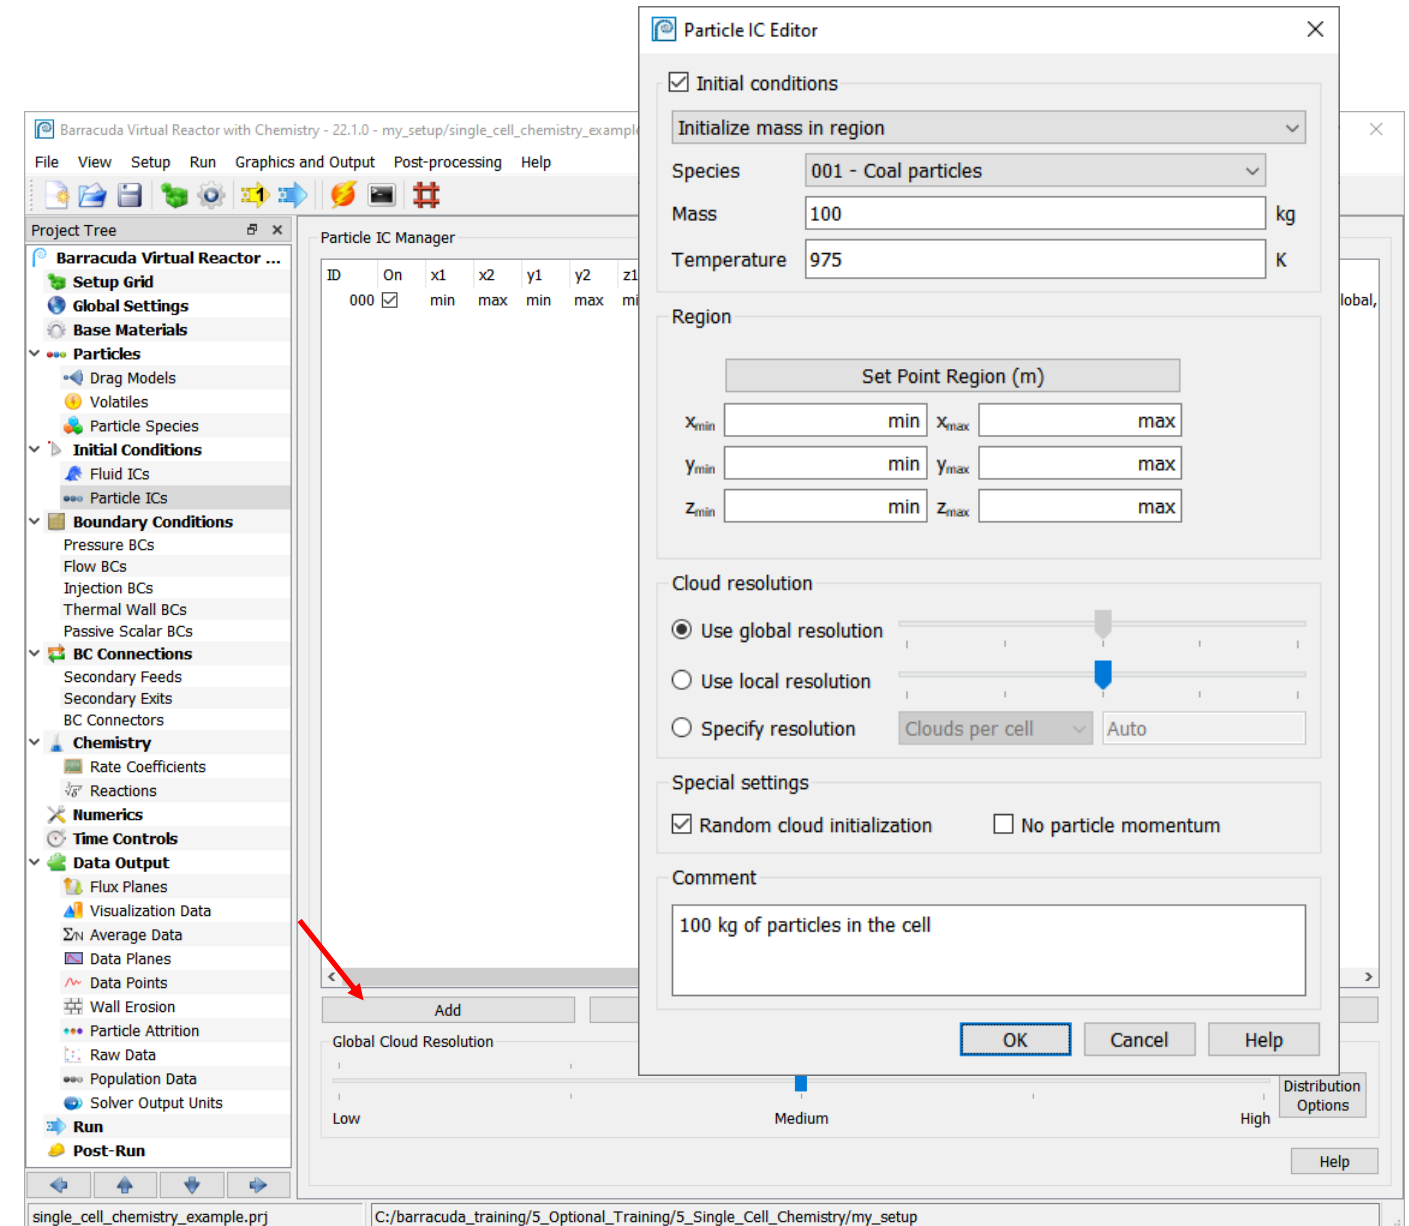 Particle IC Editor
Initial conditions
Initialize mass in region
Species 001 - Coal particles
Mass 100 kg
Temperature 975 K
Region
Set Point Region (m)
xmin min xmax max
ymin min ymax max
zmin min zmax max
Cloud resolution
Use global resolution
Use local resolution
Specify resolution Clouds per cell Auto
Special settings
Random cloud initialization No particle momentum
Comment
100 kg of particles in the cell
OK Cancel Help
Barracuda Virtual Reactor with Chemistry - 22.1.0 - my_setup/single_cell_chemistry_exampl
File View Setup Run Graphics and Output Post-processing Help
Project Tree
Barracuda Virtual Reactor ...
Setup Grid
Global Settings
Base Materials
Particles
Drag Models
Volatiles
Particle Species
Initial Conditions
Fluid ICs
Particle ICs
Boundary Conditions
Pressure BCs
Flow BCs
Injection BCs
Thermal Wall BCs
Passive Scalar BCs
BC Connections
Secondary Feeds
Secondary Exits
BC Connectors
Chemistry
Rate Coefficients
Reactions
Numerics
Time Controls
Data Output
Flux Planes
Visualization Data
Average Data
Data Planes
Data Points
Wall Erosion
Particle Attrition
Raw Data
Population Data
Solver Output Units
Run
Post-Run
Particle IC Manager
ID On x1 x2 y1 y2 z1
000 min max min max mi lobal,
Add
Global Cloud Resolution
Low Medium High
Distribution
Options
Help
single_cell_chemistry_example.prj C:/barracuda_training/5_Optional_Training/5_Single_Cell_Chemistry/my_setup